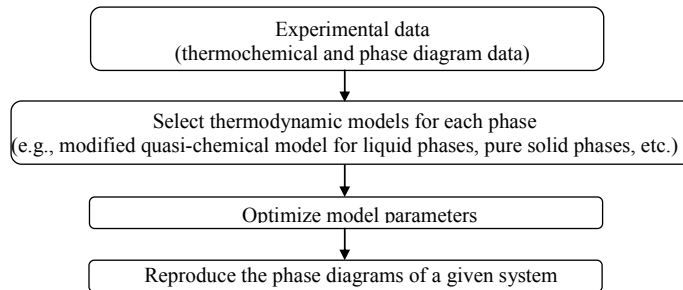 Experimental data
(thermochemical and phase diagram data)
Select thermodynamic models for each phase
(e.g., modified quasi-chemical model for liquid phases, pure solid phases, etc.)
Optimize model parameters
Reproduce the phase diagrams of a given system